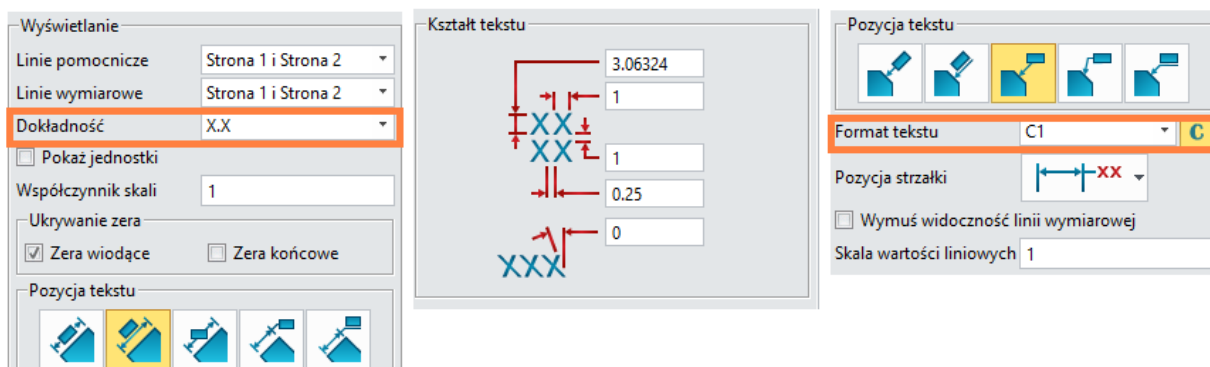 Wyświetlanie
Linie pomocnicze Strona 1 i Strona 2
Linie wymiarowe Strona 1 i Strona 2
Dokładność X.X
Pokaż jednostki
Współczynnik skali 1
Ukrywanie zera
Zera wiodące Zera końcowe
Pozycja tekstu
Kształt tekstu
3.06324
1
XX
XX
1
0.25
0
XXX
Pozycja tekstu
Format tekstu C1 C
Pozycja strzałki XX
Wymuś widoczność linii wymiarowej
Skala wartości liniowych 1